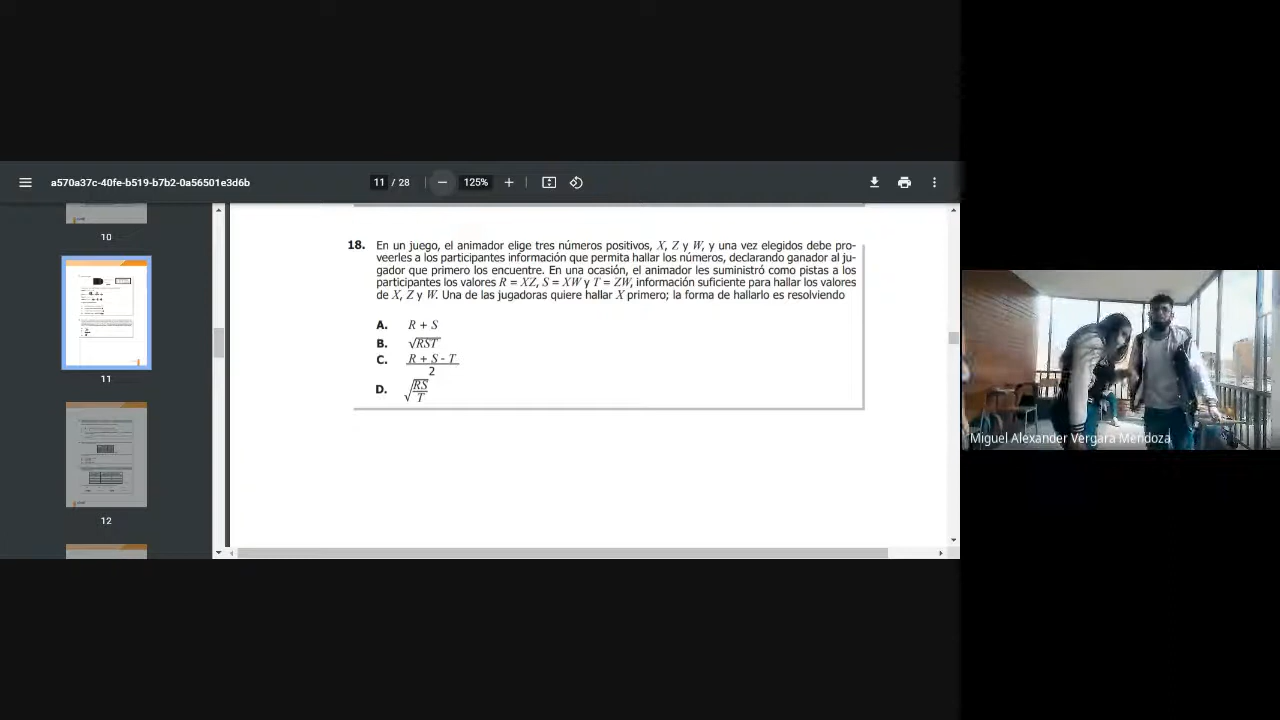 a570a37c-40fe-b519-b7b2-0a56501e3d6b
11 / 28
125%
10
11
12
18. En un juego, el animador elige tres números positivos, X, Z y W, y una vez elegidos debe pro-
veerles a los participantes información que permita hallar los números, declarando ganador al ju-
gador que primero los encuentre. En una ocasión, el animador les suministró como pistas a los
participantes los valores R = XZ, S = XW y T = ZW, información suficiente para hallar los valores
de X, Z y W. Una de las jugadoras quiere hallar X primero; la forma de hallarlo es resolviendo
A. R + S
B. √RST
C. R + S - T
2
D. √RS
T
Miguel Alexander Vergara Mendoza